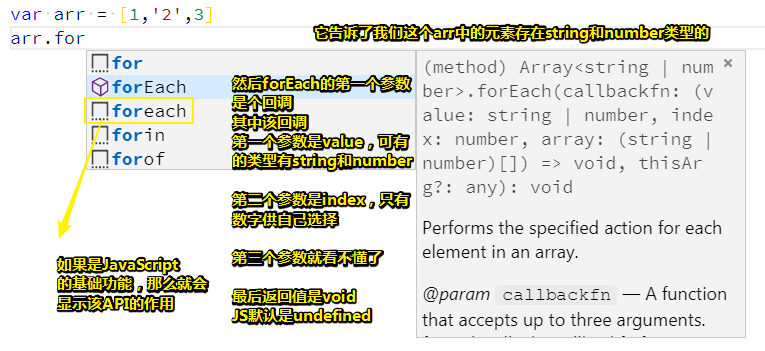 var arr = [1,'2',3]
arr.for
它告诉了我们这个arr中的元素存在string和number类型的
for
forEach
foreach
forin
forof
然后forEach的第一个参数
是个回调
其中该回调
第一个参数是value，可有
的类型有string和number
第二个参数是index，只有
数字供自己选择
第三个参数就看不懂了
最后返回值是void
JS默认是undefined
如果是JavaScript
的基础功能，那么就会
显示该API的作用
(method) Array<string | num
ber>.forEach(callbackfn: (v
alue: string | number, inde
x: number, array: (string |
number)[]) => void, thisAr
g?: any): void
Performs the specified action for each
element in an array.
@param callbackfn — A function
that accepts up to three arguments.